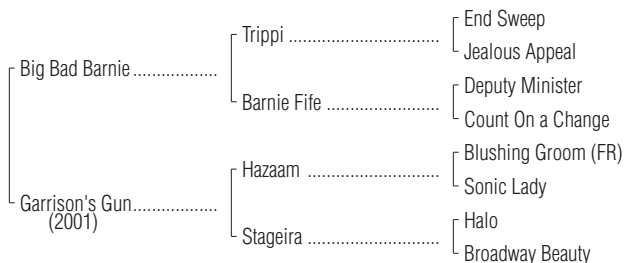 End Sweep
Trippi ................................
Jealous Appeal
Big Bad Barnie ..................
Deputy Minister
Barnie Fife ........................
Count On a Change
Blushing Groom (FR)
Hazaam ............................
Sonic Lady
Garrison's Gun..................
(2001)
Halo
Stageira ............................
Broadway Beauty